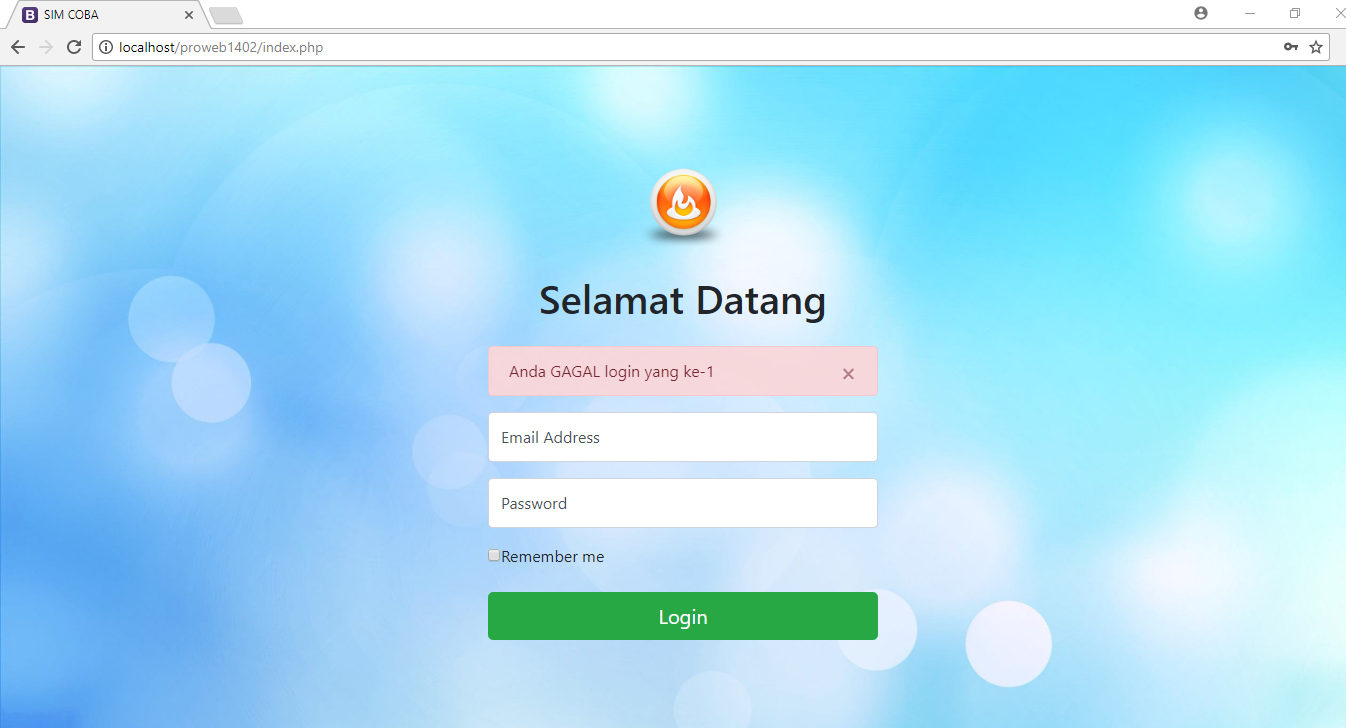 SIM COBA
localhost/proweb1402/index.php
Selamat Datang
Anda GAGAL login yang ke-1
Email Address
Password
Remember me
Login